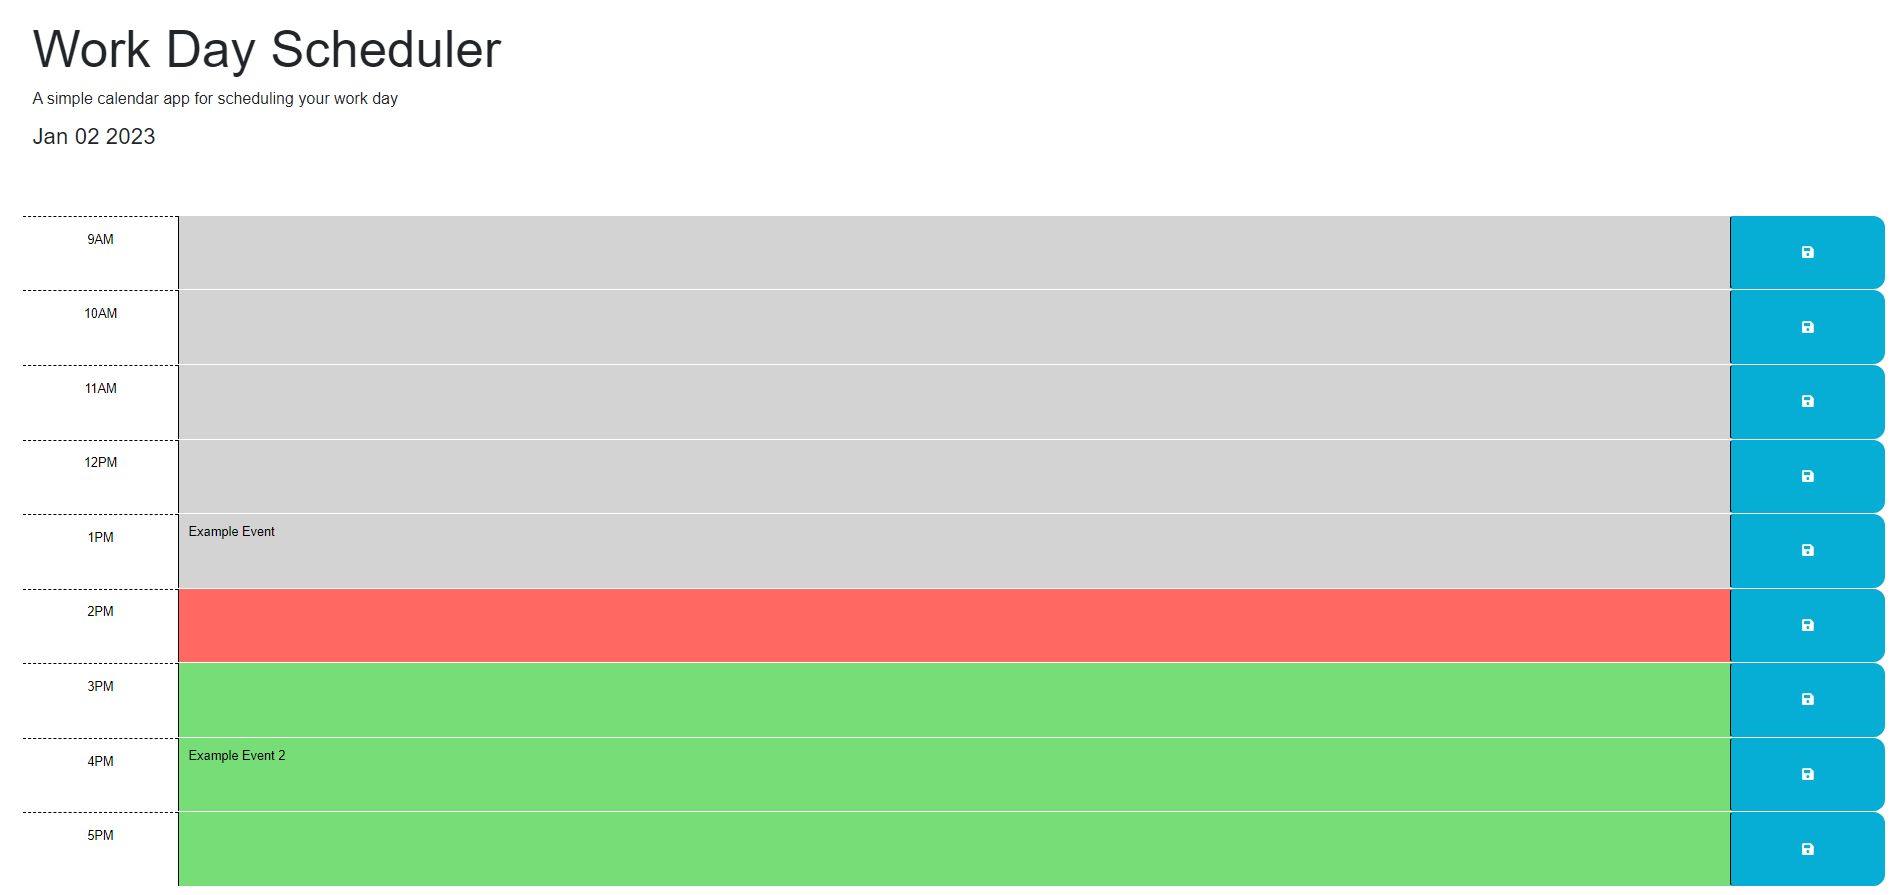 Work Day Scheduler
A simple calendar app for scheduling your work day
Jan 02 2023
9AM
10AM
11AM
12PM
1PM Example Event
2PM
3PM
4PM Example Event 2
5PM